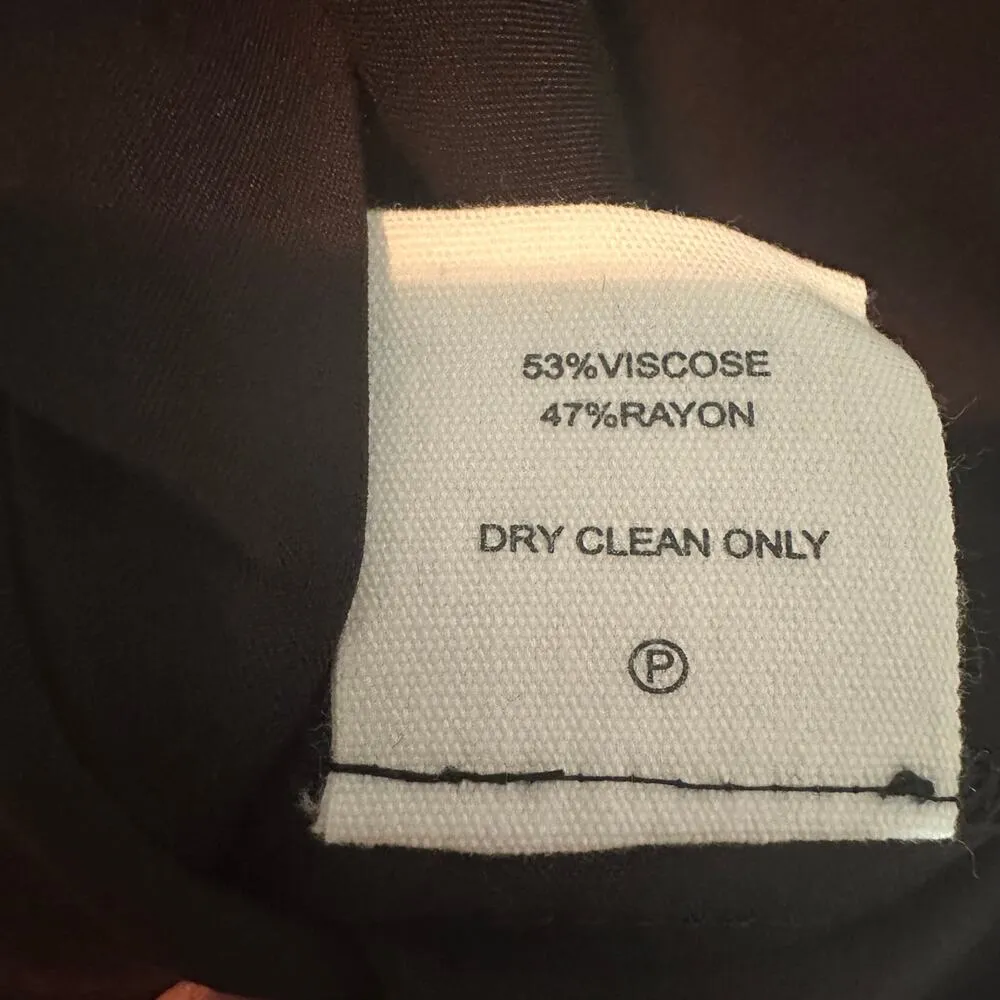 53%VISCOSE
47%RAYON
DRY CLEAN ONLY
P